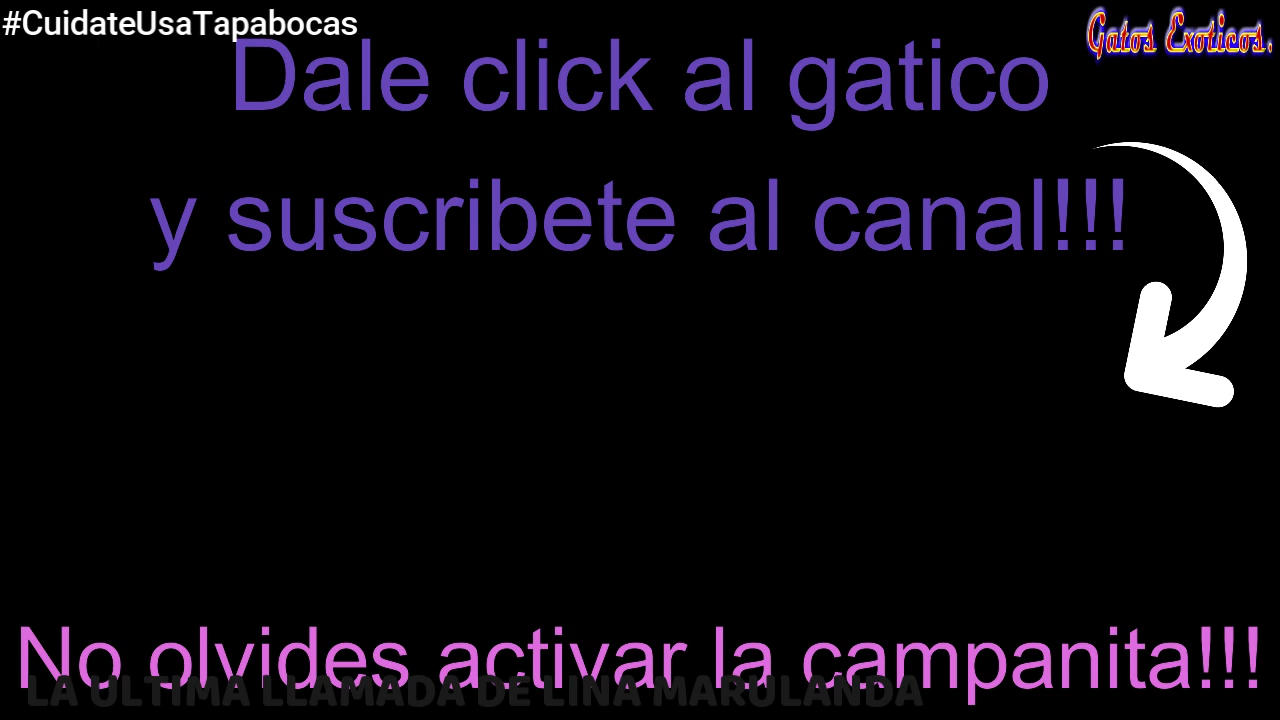 #CuidateUsaTapabocas
Gatos Exoticos.
Dale click al gatico
y suscribete al canal!!!
No olvides activar la campanita!!!
LA ULTIMA LLAMADA DE LINA MARULANDA